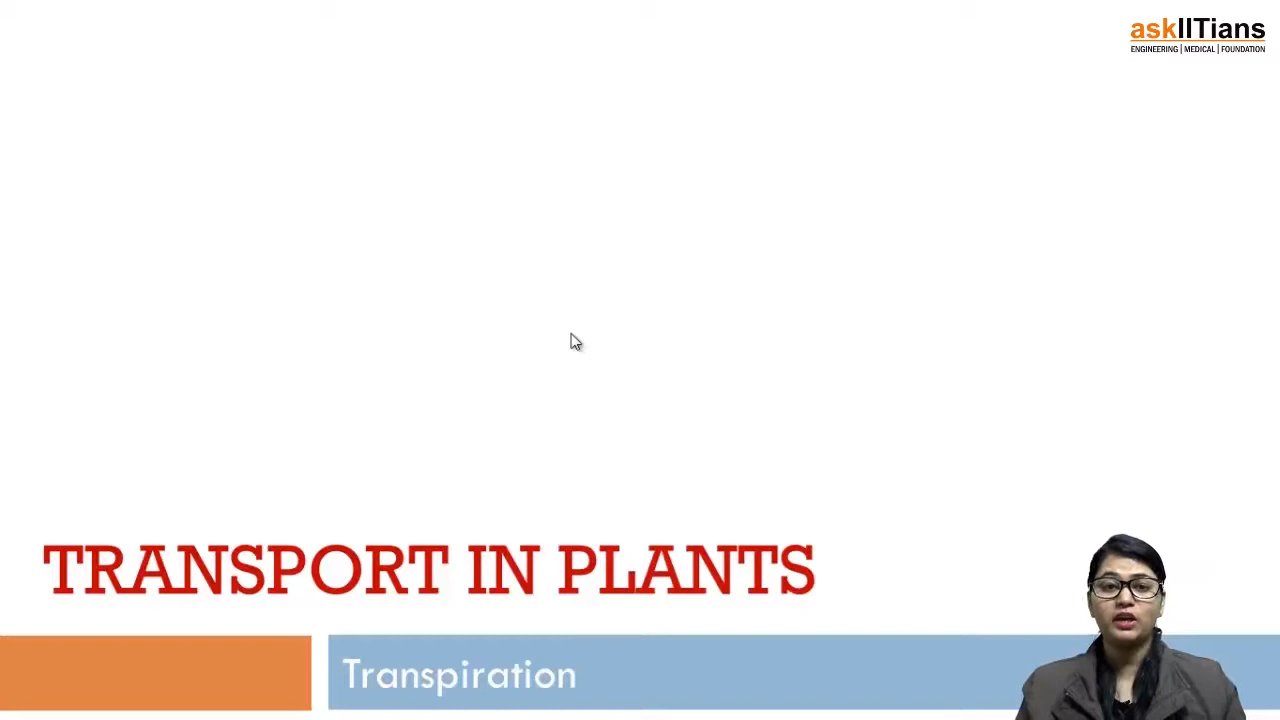 askIITians
ENGINEERING | MEDICAL | FOUNDATION
TRANSPORT IN PLANTS
Transpiration